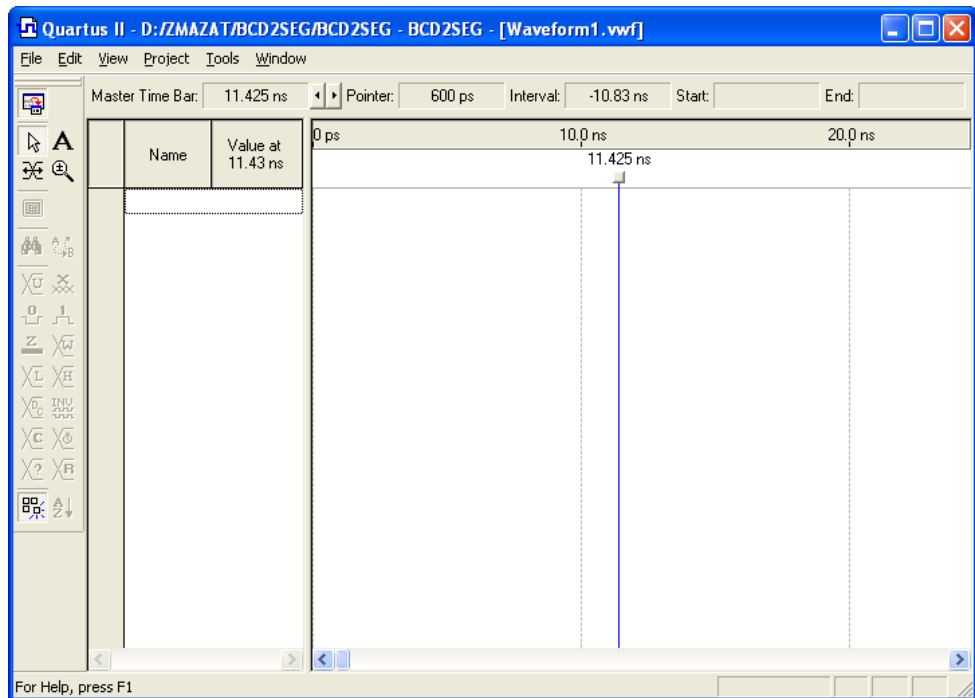 Quartus II - D:/ZMAZAT/BCD2SEG/BCD2SEG - BCD2SEG - [Waveform1.vwf]
File Edit View Project Tools Window
Master Time Bar: 11.425 ns Pointer: 600 ps Interval: -10.83 ns Start: End:
Name
Value at
11.43 ns
0 ps 10.0 ns 20.0 ns
11.425 ns
A
For Help, press F1